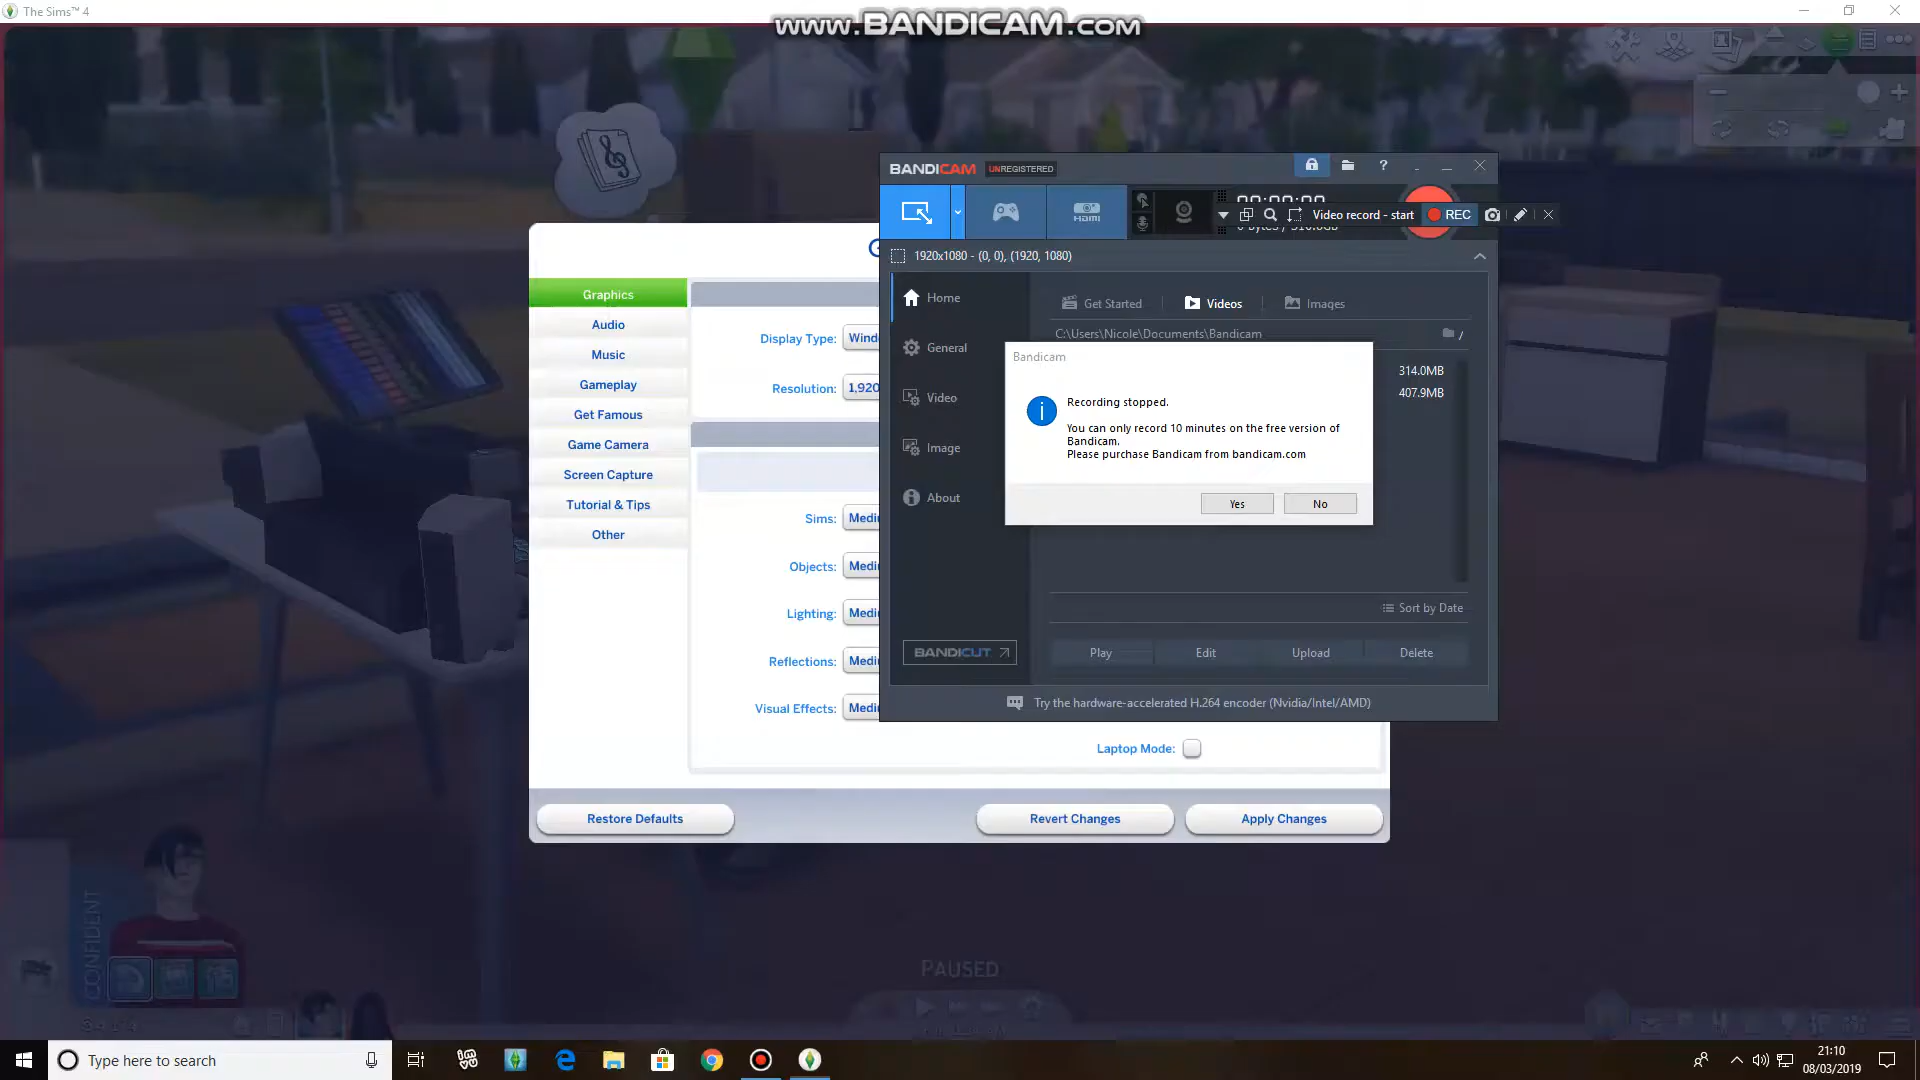 The Sims™ 4
www.BANDICAM.com
BANDICAM UNREGISTERED
Video record - start REC
1920x1080 - (0, 0), (1920, 1080)
Home
Get Started
Videos
Images
C:\Users\Nicole\Documents\Bandicam
General
Video
Image
About
314.0MB
407.9MB
Bandicam
Recording stopped.
You can only record 10 minutes on the free version of
Bandicam.
Please purchase Bandicam from bandicam.com
Yes
No
Sort by Date
BANDICUT
Play
Edit
Upload
Delete
Try the hardware-accelerated H.264 encoder (Nvidia/Intel/AMD)
HDMI
Graphics
Audio
Music
Gameplay
Get Famous
Game Camera
Screen Capture
Tutorial & Tips
Other
Display Type:
Resolution: 1,920
Sims:
Objects:
Lighting:
Reflections:
Visual Effects:
Laptop Mode:
Restore Defaults
Revert Changes
Apply Changes
CONFIDENT
PAUSED
Type here to search
21:10
08/03/2019